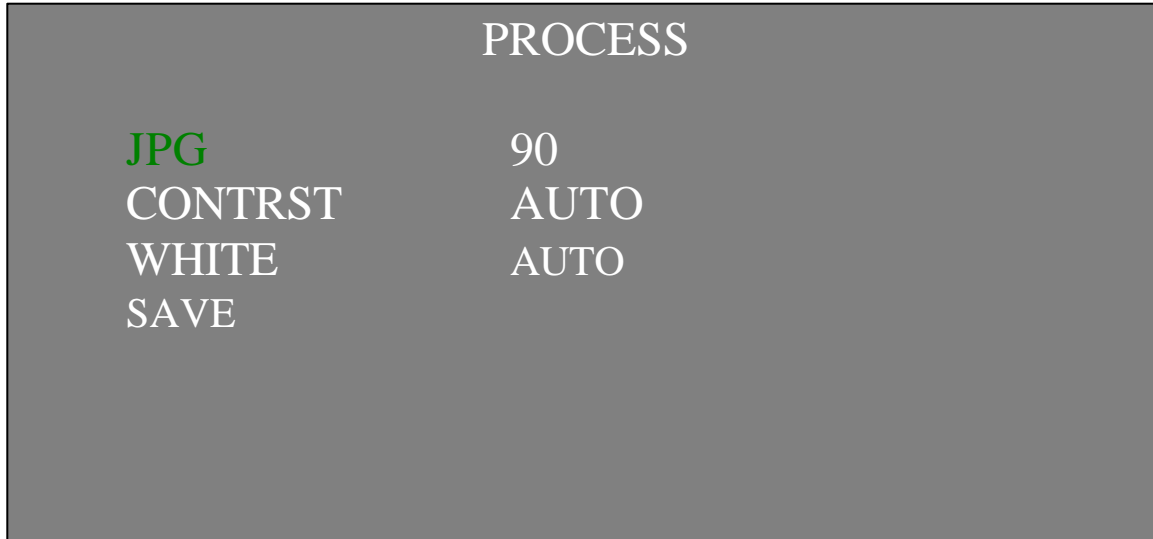 PROCESS
JPG 90
CONTRST AUTO
WHITE AUTO
SAVE